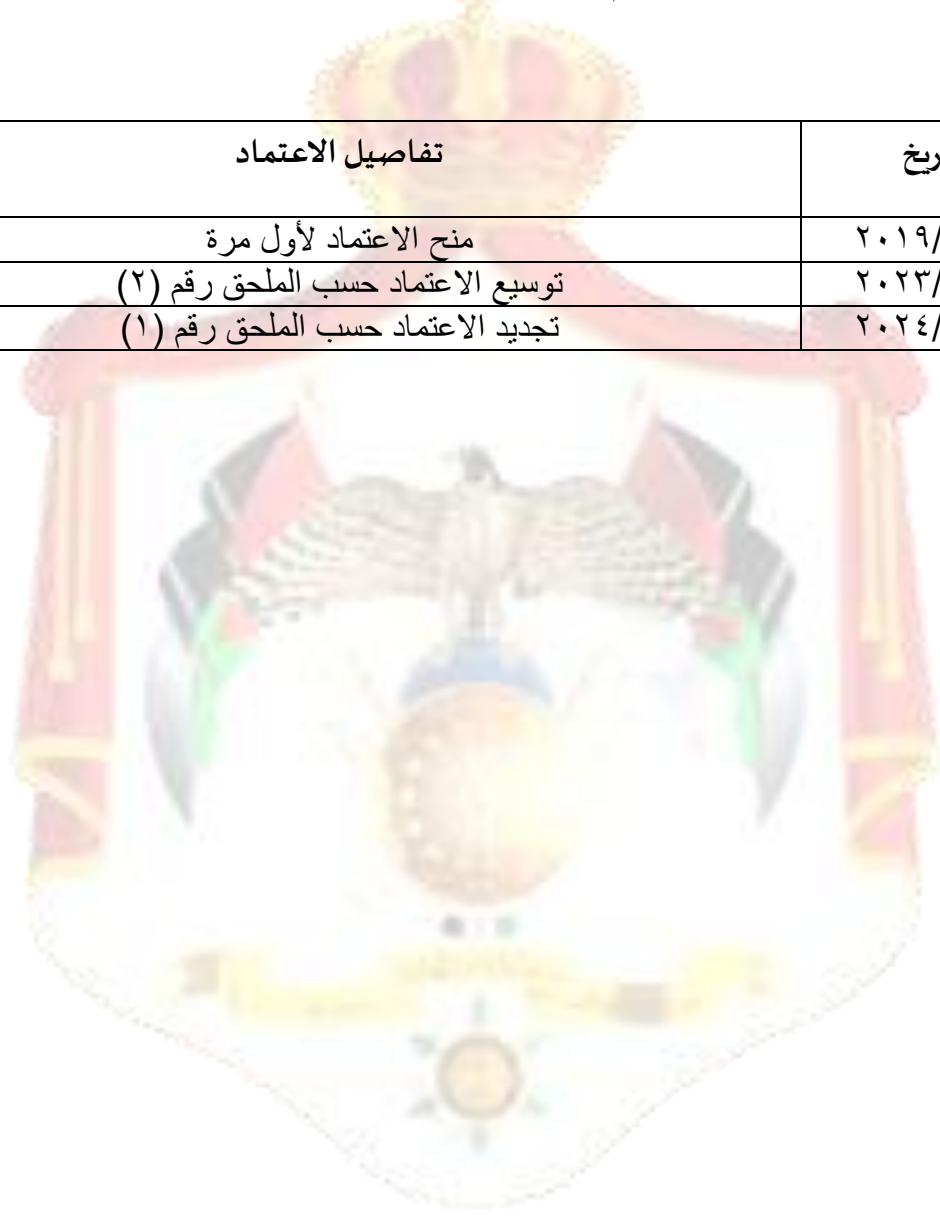 تفاصيل الاعتماد
٢٠١٩/ منح الاعتماد لأول مرة
٢٠٢٣/ توسيع الاعتماد حسب الملحق رقم (٢)
٢٠٢٤/ تجديد الاعتماد حسب الملحق رقم (١)